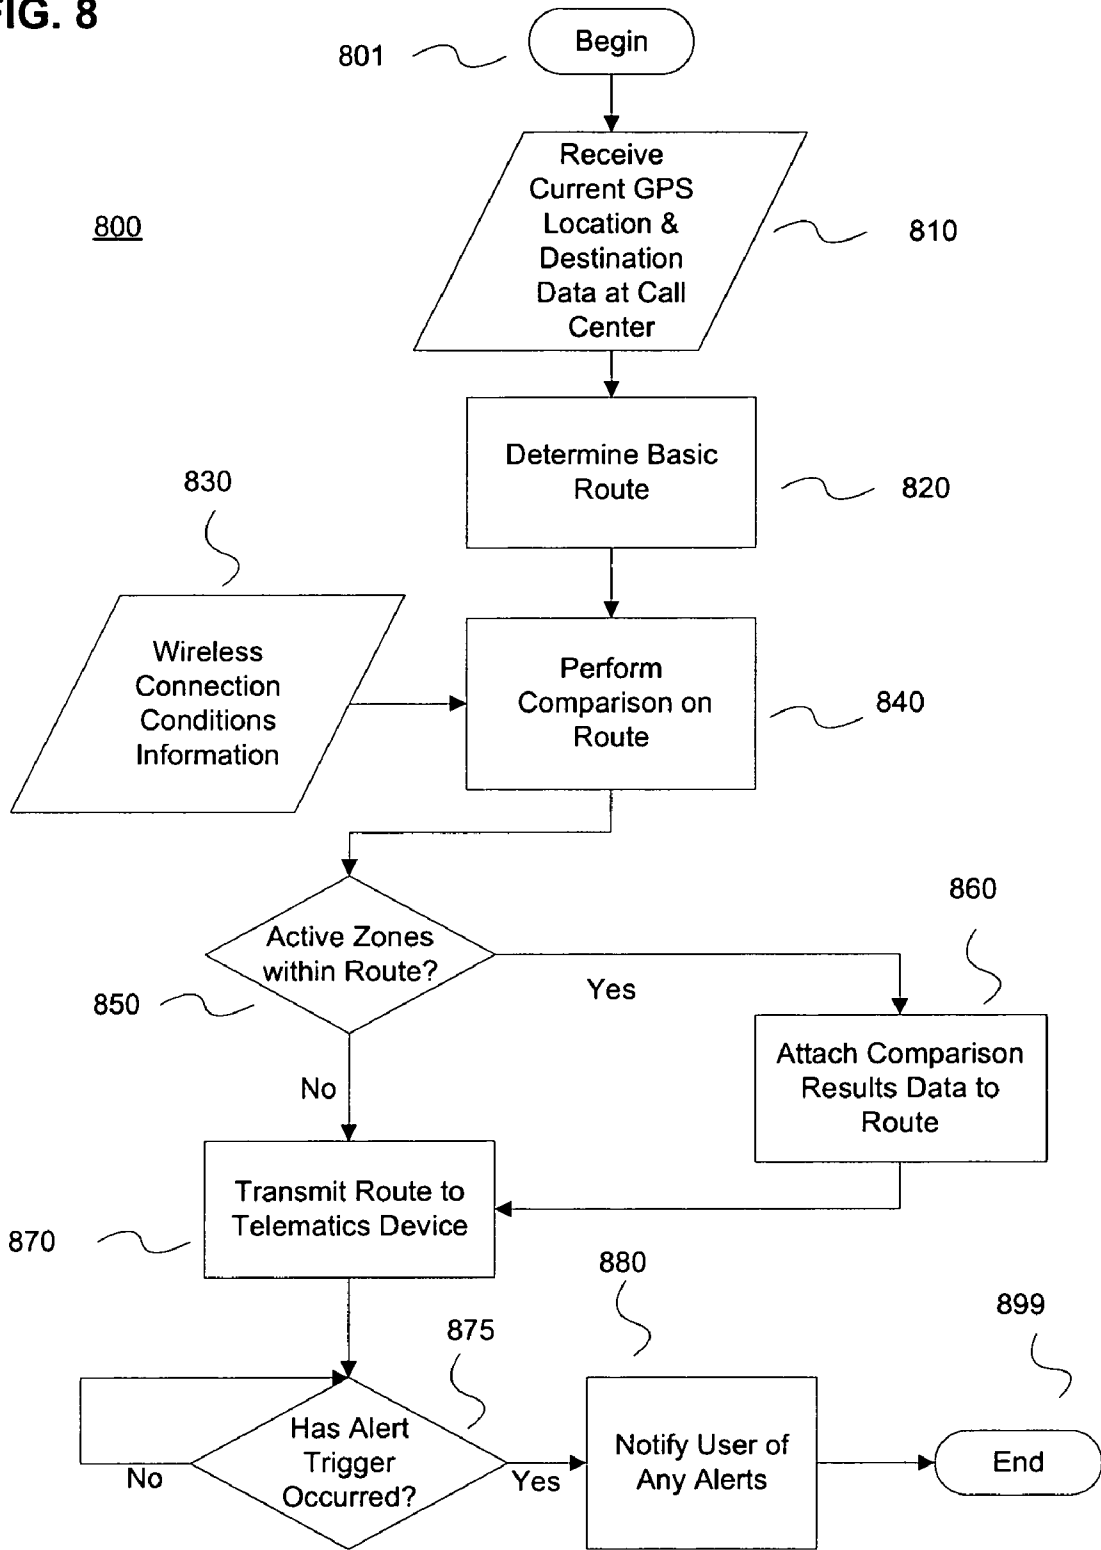 FIG. 8
Begin
801
Receive
Current GPS
Location &
Destination
Data at Call
Center
800
810
Determine Basic
Route
820
830
Wireless
Connection
Conditions
Information
Perform
Comparison on
Route
840
Active Zones
within Route?
850
Yes
No
860
Attach Comparison
Results Data to
Route
Transmit Route to
Telematics Device
870
875
Has Alert
Trigger
Occurred?
No
Yes
880
Notify User of
Any Alerts
899
End